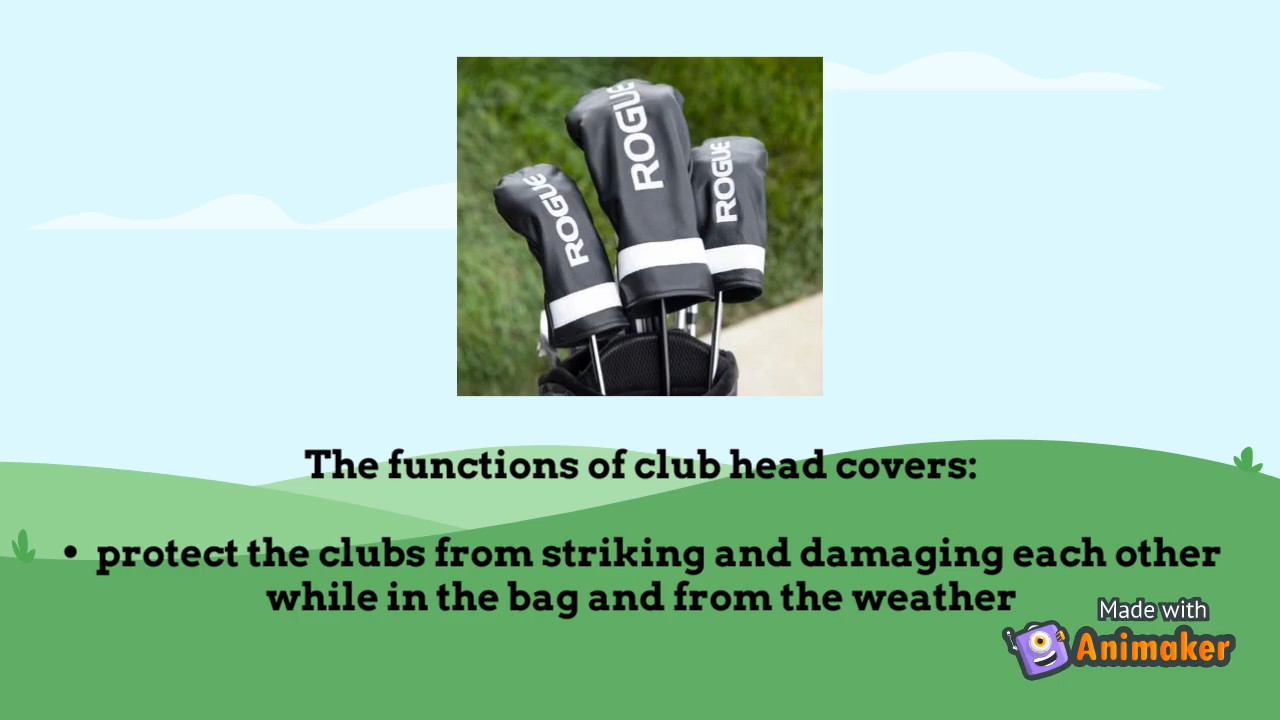 ROGUE
ROGUE
ROGUE
The functions of club head covers:
• protect the clubs from striking and damaging each other
while in the bag and from the weather
Made with
Animaker